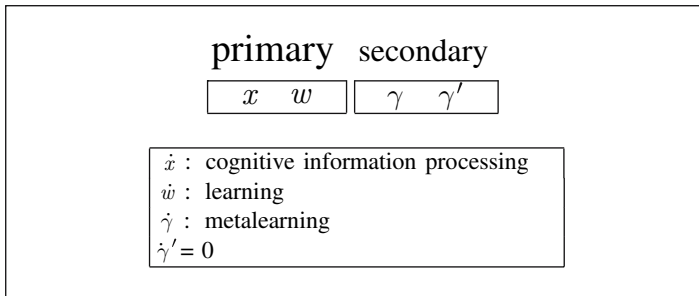 primary secondary
x w γ γ′
ẋ : cognitive information processing
ẇ : learning
γ̇ : metalearning
γ̇′ = 0